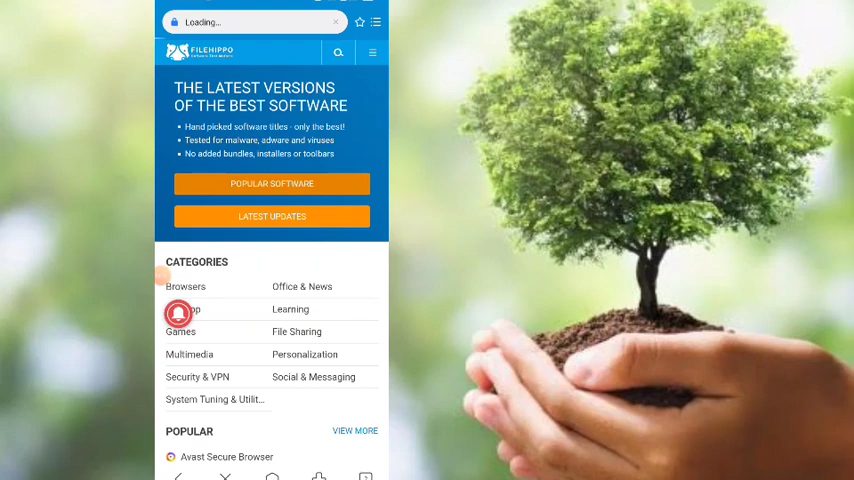 Loading...
FILEHIPPO
THE LATEST VERSIONS
OF THE BEST SOFTWARE
• Hand picked software titles - only the best!
• Tested for malware, adware and viruses
• No added bundles, installers or toolbars
POPULAR SOFTWARE
LATEST UPDATES
CATEGORIES
Browsers
Office & News
Learning
Games
File Sharing
Multimedia
Personalization
Security & VPN
Social & Messaging
System Tuning & Utilit...
POPULAR
VIEW MORE
Avast Secure Browser